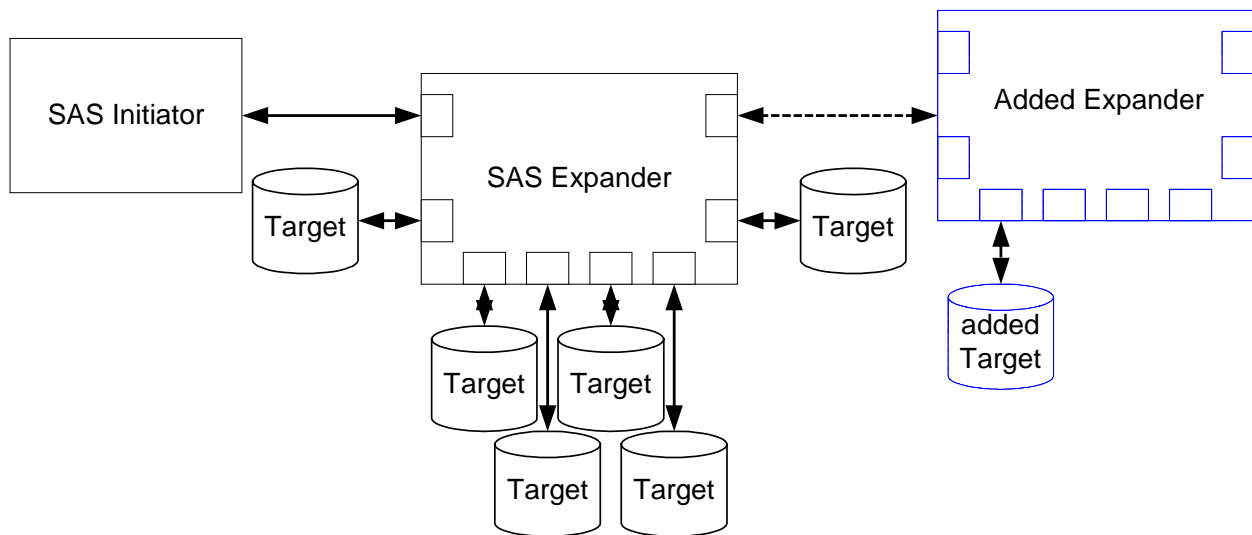 SAS Initiator
SAS Expander
Added Expander
Target
Target
added
Target
Target
Target
Target
Target